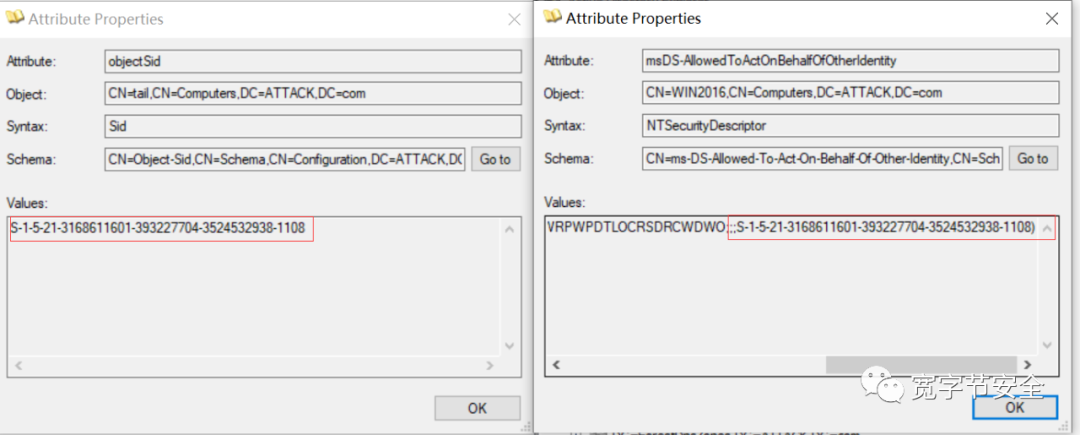 Attribute Properties
Attribute:
objectSid
Object:
CN=tail,CN=Computers,DC=ATTACK,DC=com
Syntax:
Sid
Schema:
CN=Object-Sid,CN=Schema,CN=Configuration,DC=ATTACK,DC
Go to
Values:
S-1-5-21-3168611601-393227704-3524532938-1108
OK
Attribute Properties
Attribute:
msDS-AllowedToActOnBehalfOfOtherIdentity
Object:
CN=WIN2016,CN=Computers,DC=ATTACK,DC=com
Syntax:
NTSecurityDescriptor
Schema:
CN=ms-DS-Allowed-To-Act-On-Behalf-Of-Other-Identity,CN=Sch
Go to
Values:
VRPWPDTLOCRSDRCWDWO;;;S-1-5-21-3168611601-393227704-3524532938-1108)
宽字节安全
OK